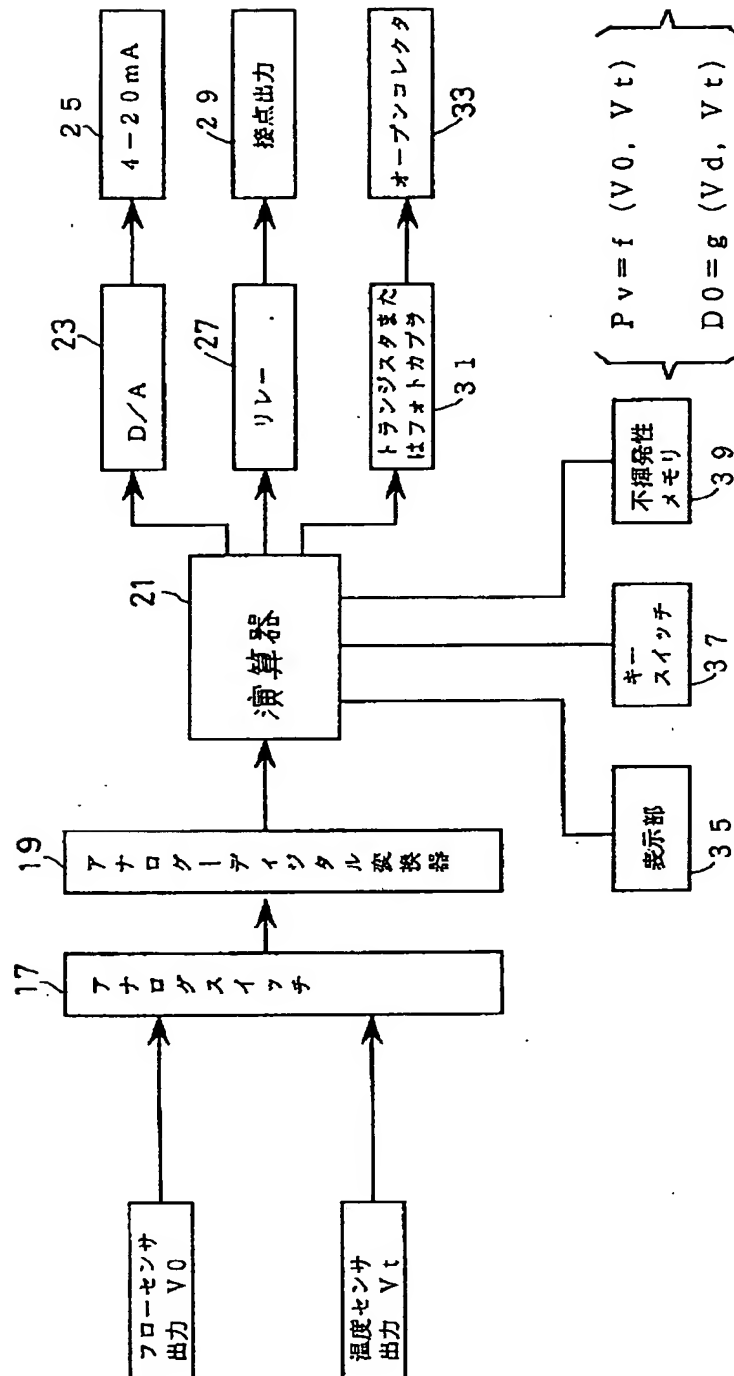 フローセンサ
出力 V0
温度センサ
出力 Vt
17
アナログスイッチ
19
アナログーディジタル変換器
21
演算器
23
D/A
25
4-20mA
27
リレー
29
接点出力
トランジスタまた
はフォトカプラ
31
オープンコレクタ
33
表示部
35
キー
スイッチ
37
不揮発性
メモリ
39
Pv=f (V0, Vt)
D0=g (Vd, Vt)